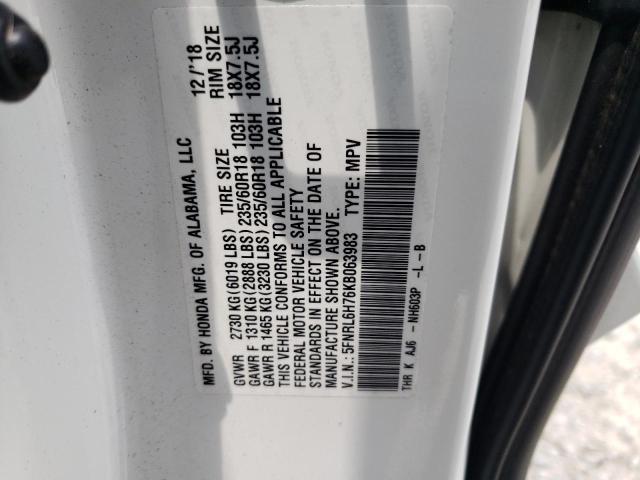 MFD. BY HONDA MFG. OF ALABAMA, LLC 12/'18
GVWR 2730 KG(6019 LBS) TIRE SIZE RIM SIZE
GAWR F 1310 KG(2888 LBS) 235/60R18 103H 18X7.5J
GAWR R 1465 KG(3230 LBS) 235/60R18 103H 18X7.5J
THIS VEHICLE CONFORMS TO ALL APPLICABLE
FEDERAL MOTOR VEHICLE SAFETY
STANDARDS IN EFFECT ON THE DATE OF
MANUFACTURE SHOWN ABOVE.
V.I.N.: 5FNRL6H76KB063983 TYPE: MPV
THR K AJ6 - NH603P -L-B